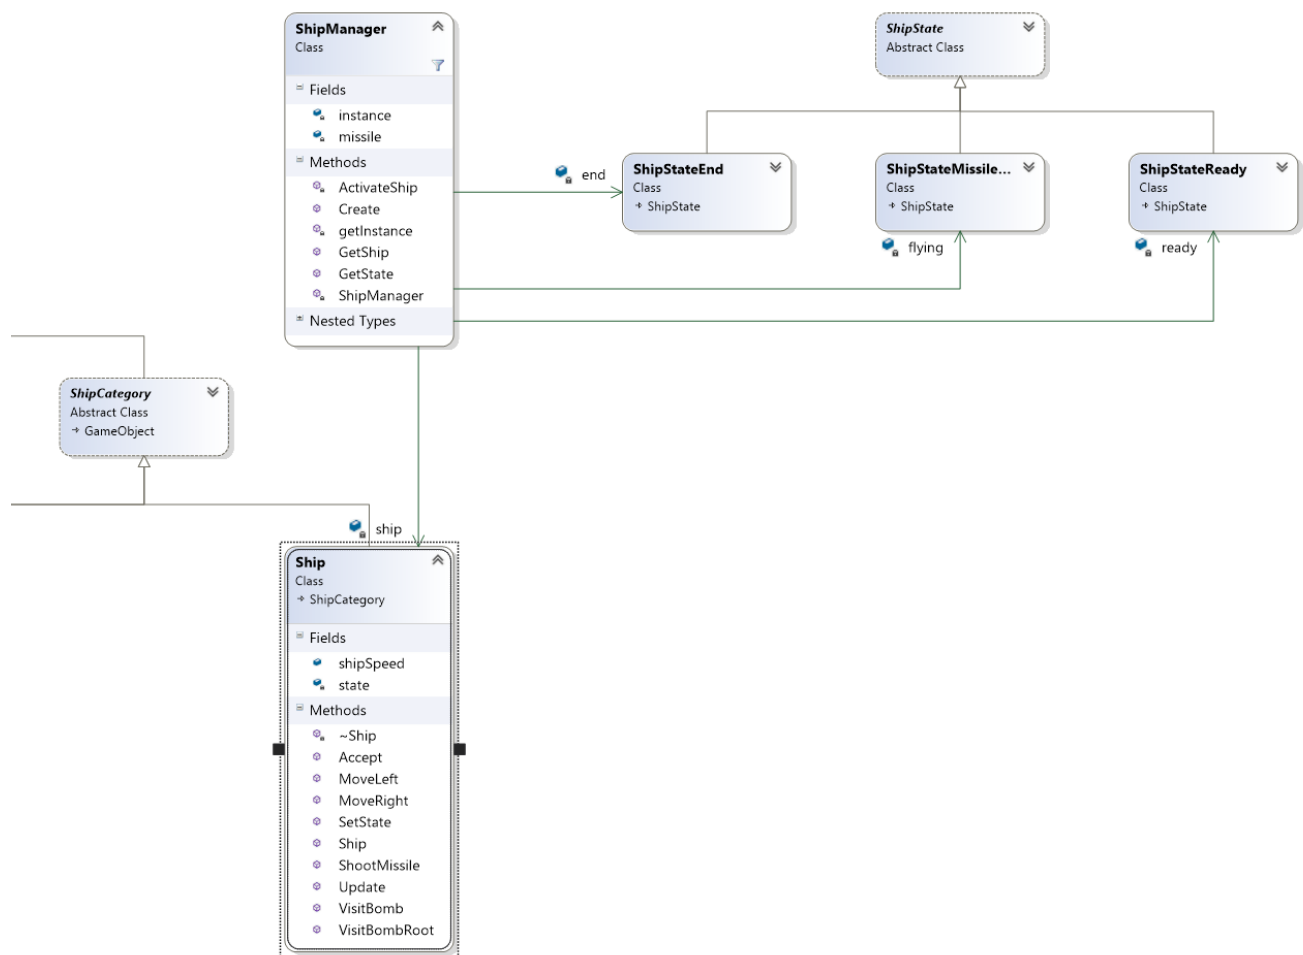 ShipManager
Class
Fields
instance
missile
Methods
ActivateShip
Create
getInstance
GetShip
GetState
ShipManager
Nested Types
ShipState
Abstract Class
end
ShipStateEnd
Class
ShipState
ShipStateMissile...
Class
ShipState
flying
ShipStateReady
Class
ShipState
ready
ShipCategory
Abstract Class
GameObject
ship
Ship
Class
ShipCategory
Fields
shipSpeed
state
Methods
~Ship
Accept
MoveLeft
MoveRight
SetState
Ship
ShootMissile
Update
VisitBomb
VisitBombRoot